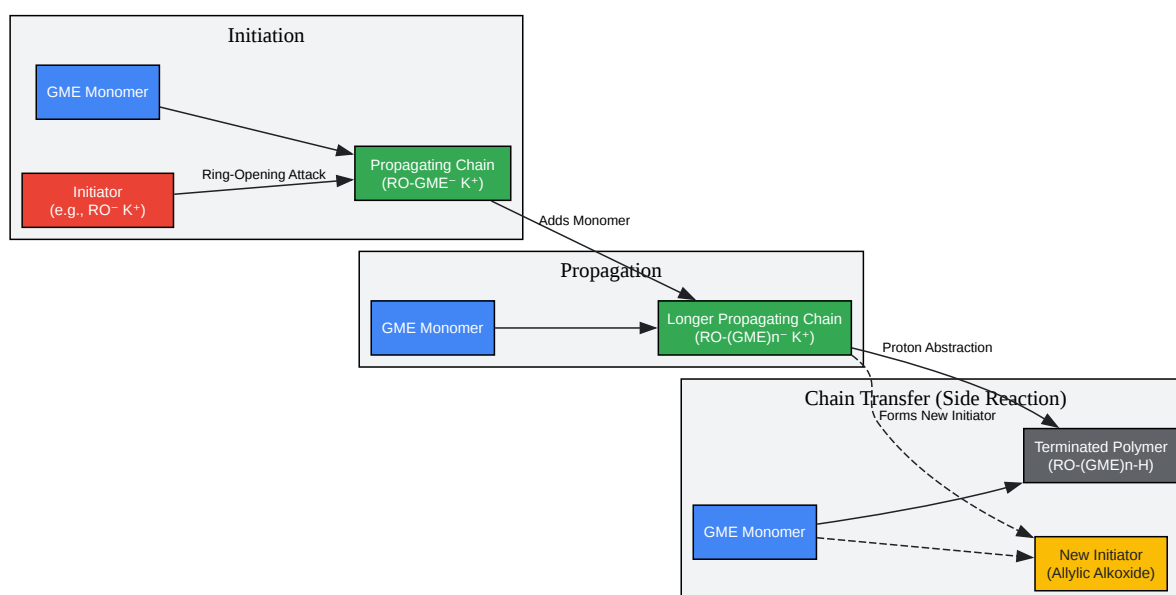 Initiation
GME Monomer
Initiator
(e.g., RO⁻ K⁺)
Ring-Opening Attack
Propagating Chain
(RO-GME⁻ K⁺)
Adds Monomer
Propagation
GME Monomer
Longer Propagating Chain
(RO-(GME)n⁻ K⁺)
Proton Abstraction
Chain Transfer (Side Reaction)
Forms New Initiator
Terminated Polymer
(RO-(GME)n-H)
GME Monomer
New Initiator
(Allylic Alkoxide)